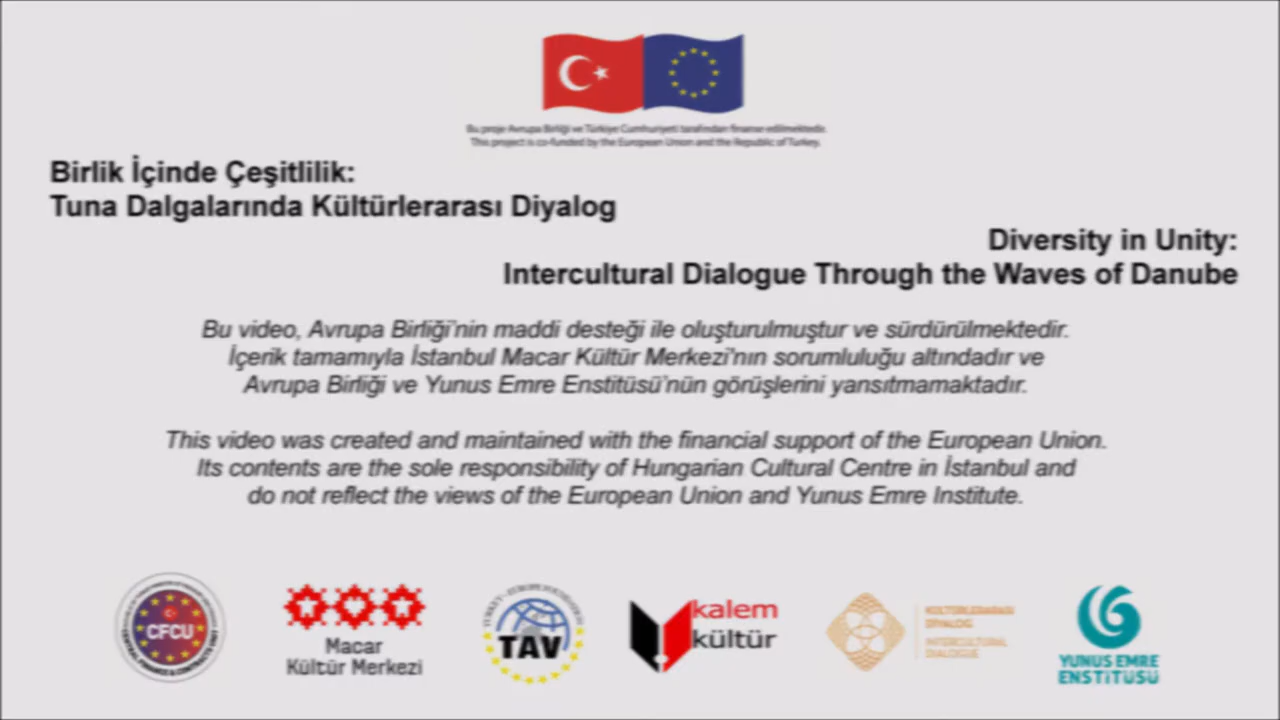 Bu proje Avrupa Birliği ve Türkiye Cumhuriyeti tarafından finanse edilmektedir.
This project is co-funded by the European Union and the Republic of Turkey.
Birlik İçinde Çeşitlilik:
Tuna Dalgalarında Kültürlerarası Diyalog
Diversity in Unity:
Intercultural Dialogue Through the Waves of Danube
Bu video, Avrupa Birliği'nin maddi desteği ile oluşturulmuştur ve sürdürülmektedir.
İçerik tamamıyla İstanbul Macar Kültür Merkezi'nın sorumluluğu altındadır ve
Avrupa Birliği ve Yunus Emre Enstitüsü'nün görüşlerini yansıtmamaktadır.
This video was created and maintained with the financial support of the European Union.
Its contents are the sole responsibility of Hungarian Cultural Centre in İstanbul and
do not reflect the views of the European Union and Yunus Emre Institute.
CFCU
Macar
Kültür Merkezi
TAV
kalem
kültür
KÜLTÜRLERARASI
DİYALOG
INTERCULTURAL
DIALOGUE
YUNUS EMRE
ENSTİTÜSÜ